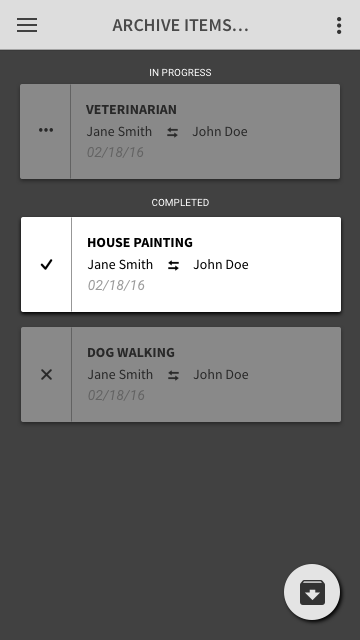 ARCHIVE ITEMS...
IN PROGRESS
VETERINARIAN
Jane Smith John Doe
02/18/16
COMPLETED
HOUSE PAINTING
Jane Smith John Doe
02/18/16
DOG WALKING
Jane Smith John Doe
02/18/16